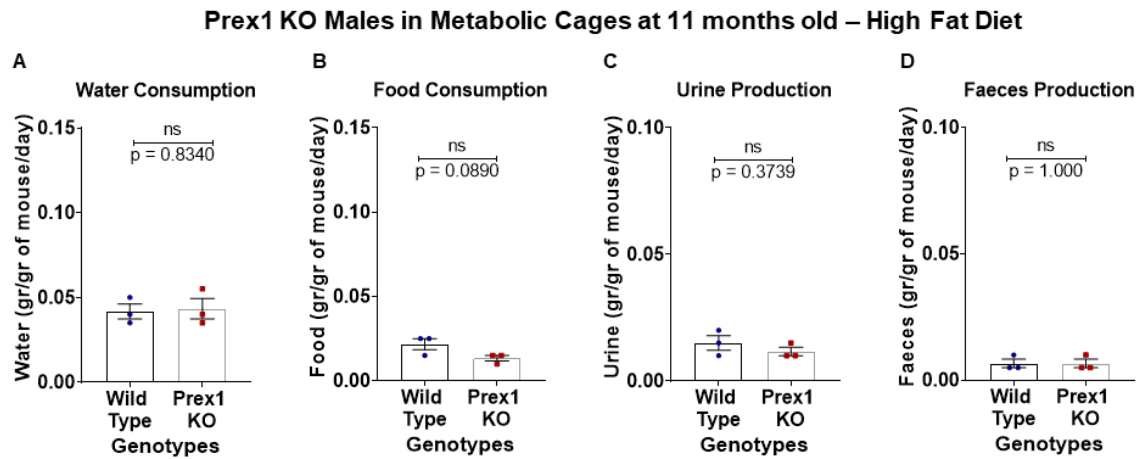 Prex1 KO Males in Metabolic Cages at 11 months old – High Fat Diet
A
Water Consumption
Water (gr/gr of mouse/day)
0.15
0.10
0.05
0.00
ns
p = 0.8340
Wild Type
Prex1 KO
Genotypes
B
Food Consumption
Food (gr/gr of mouse/day)
0.15
0.10
0.05
0.00
ns
p = 0.0890
Wild Type
Prex1 KO
Genotypes
C
Urine Production
Urine (gr/gr of mouse/day)
0.10
0.05
0.00
ns
p = 0.3739
Wild Type
Prex1 KO
Genotypes
D
Faeces Production
Faeces (gr/gr of mouse/day)
0.10
0.05
0.00
ns
p = 1.000
Wild Type
Prex1 KO
Genotypes